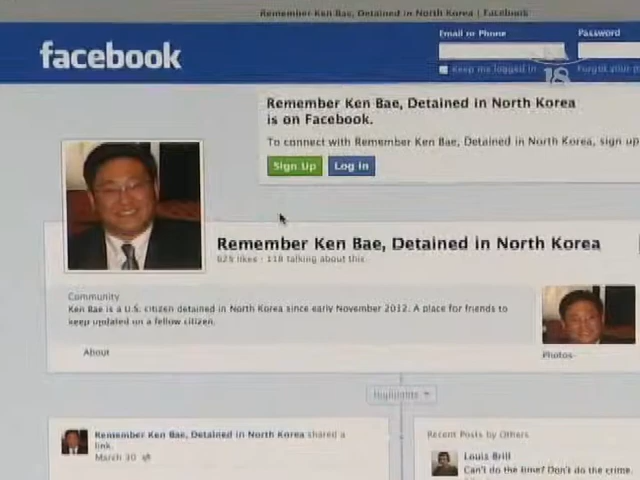 Remember Ken Bae, Detained in North Korea | Facebook
facebook
Email or Phone
Password
Keep me logged in
Forgot your p
18
Remember Ken Bae, Detained in North Korea
is on Facebook.
To connect with Remember Ken Bae, Detained in North Korea, sign up
Sign Up
Log In
Remember Ken Bae, Detained in North Korea
825 likes · 118 talking about this
Community
Ken Bae is a U.S. citizen detained in North Korea since early November 2012. A place for friends to
keep updated on a fellow citizen.
About
Photos
Highlights
Remember Ken Bae, Detained in North Korea shared a
link.
March 30
Recent Posts by Others
Louis Brill
Can't do the time? Don't do the crime.